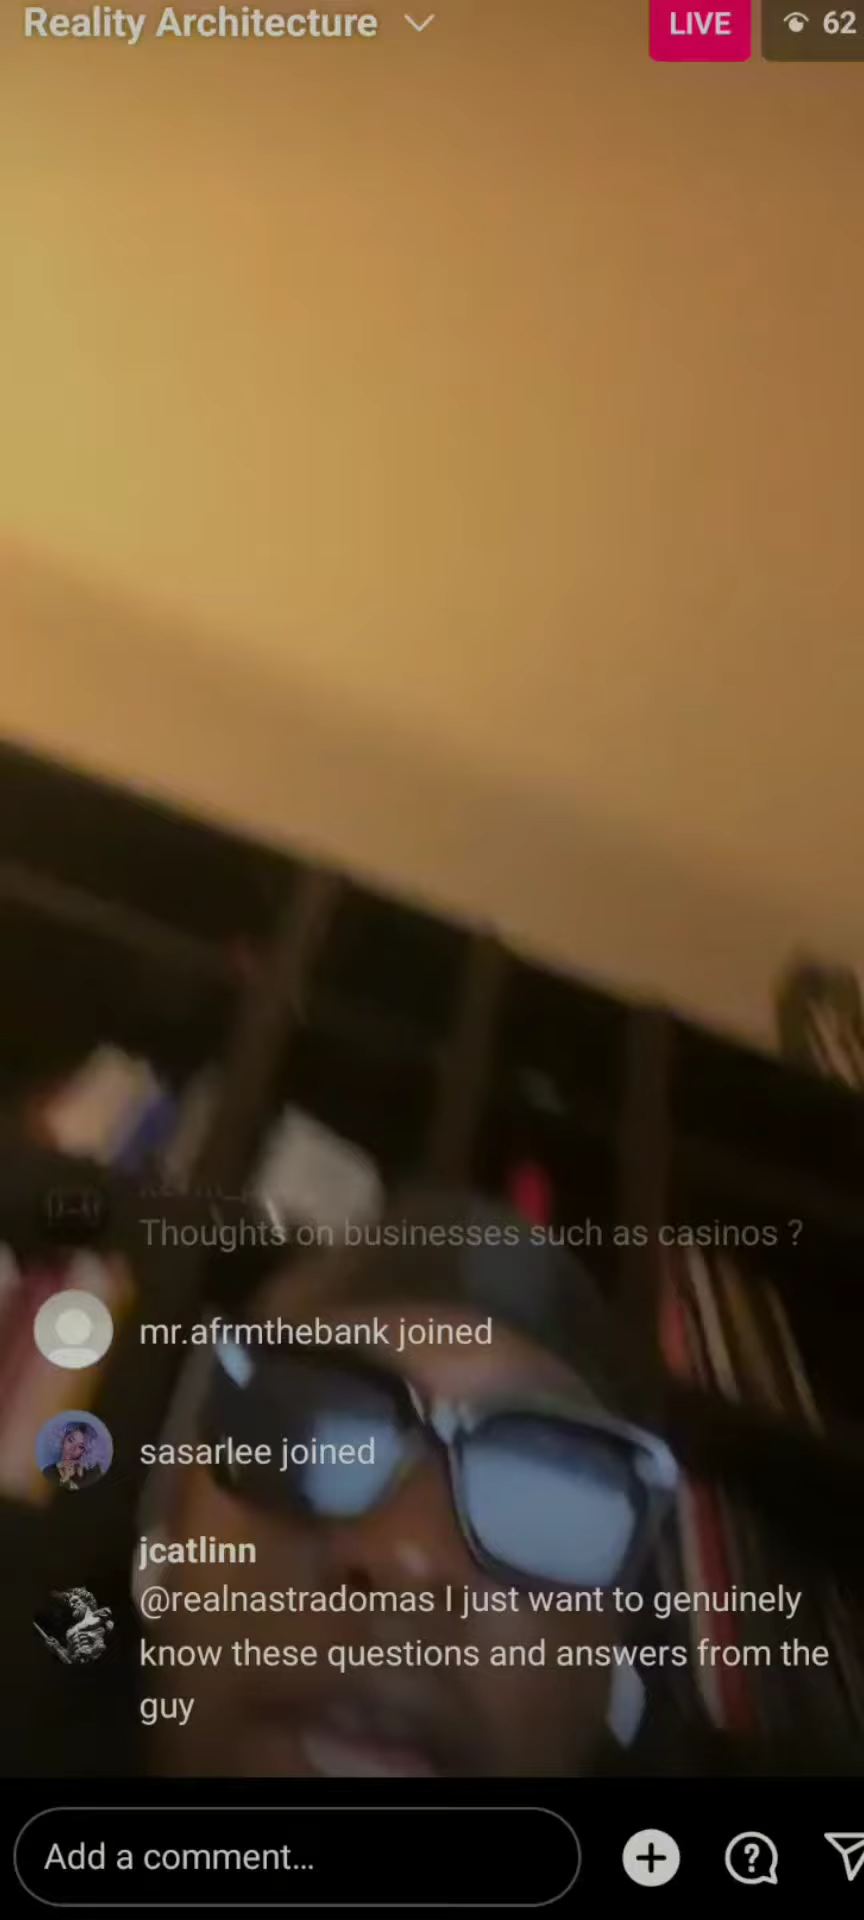 Reality Architecture
LIVE
62
Thoughts on businesses such as casinos ?
mr.afrmthebank joined
sasarlee joined
jcatlinn
@realnastradomas I just want to genuinely
know these questions and answers from the
guy
Add a comment...